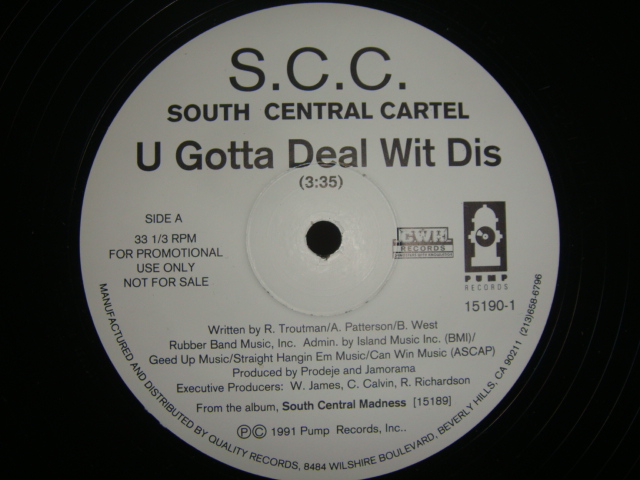 S.C.C.
SOUTH CENTRAL CARTEL
U Gotta Deal Wit Dis
(3:35)
SIDE A
33 1/3 RPM
FOR PROMOTIONAL
USE ONLY
NOT FOR SALE
GWR
RECORDS
PUMP
RECORDS
15190-1
Written by R. Troutman/A. Patterson/B. West
Rubber Band Music, Inc. Admin. by Island Music Inc. (BMI)/
Geed Up Music/Straight Hangin Em Music/Can Win Music (ASCAP)
Produced by Prodeje and Jamorama
Executive Producers: W. James, C. Calvin, R. Richardson
From the album, South Central Madness [15189]
ⓅⒸ 1991 Pump Records, Inc..
MANUFACTURED AND DISTRIBUTED BY QUALITY RECORDS, 8484 WILSHIRE BOULEVARD, BEVERLY HILLS, CA 90211 (213)658-6796